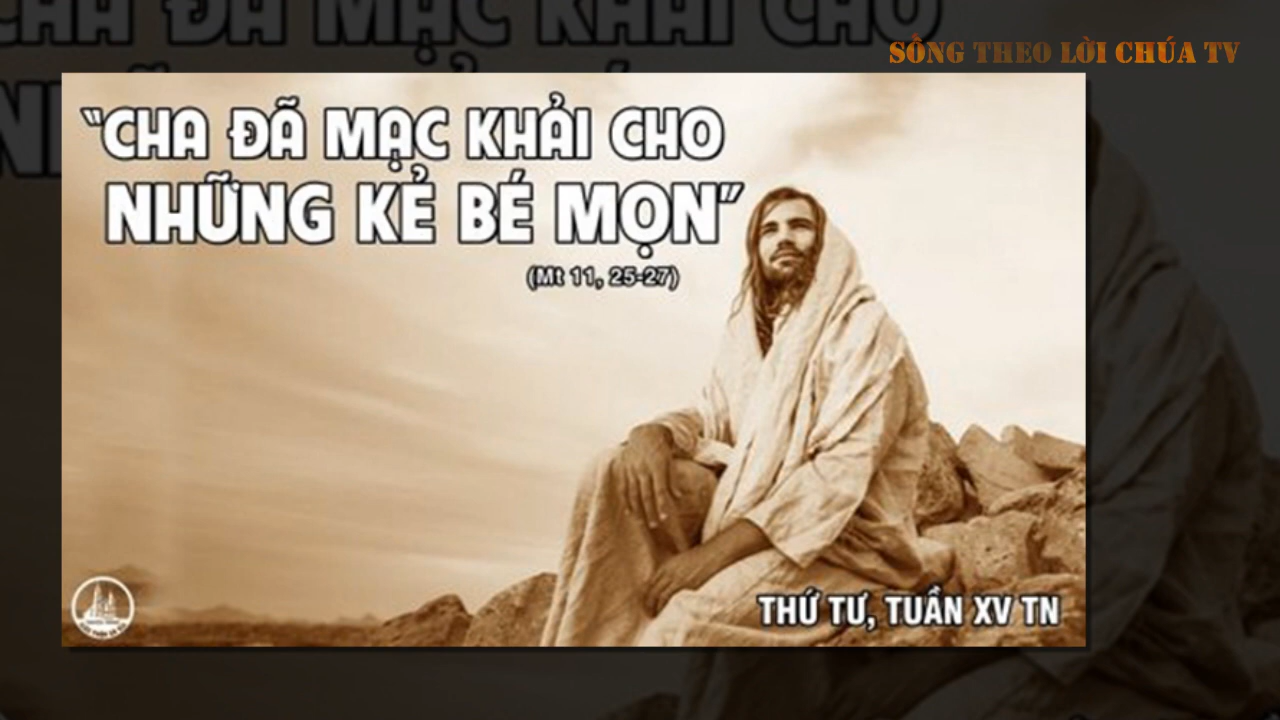 SỐNG THEO LỜI CHÚA TV
“CHA ĐÃ MẠC KHẢI CHO
NHỮNG KẺ BÉ MỌN”
(Mt 11, 25-27)
THỨ TƯ, TUẦN XV TN